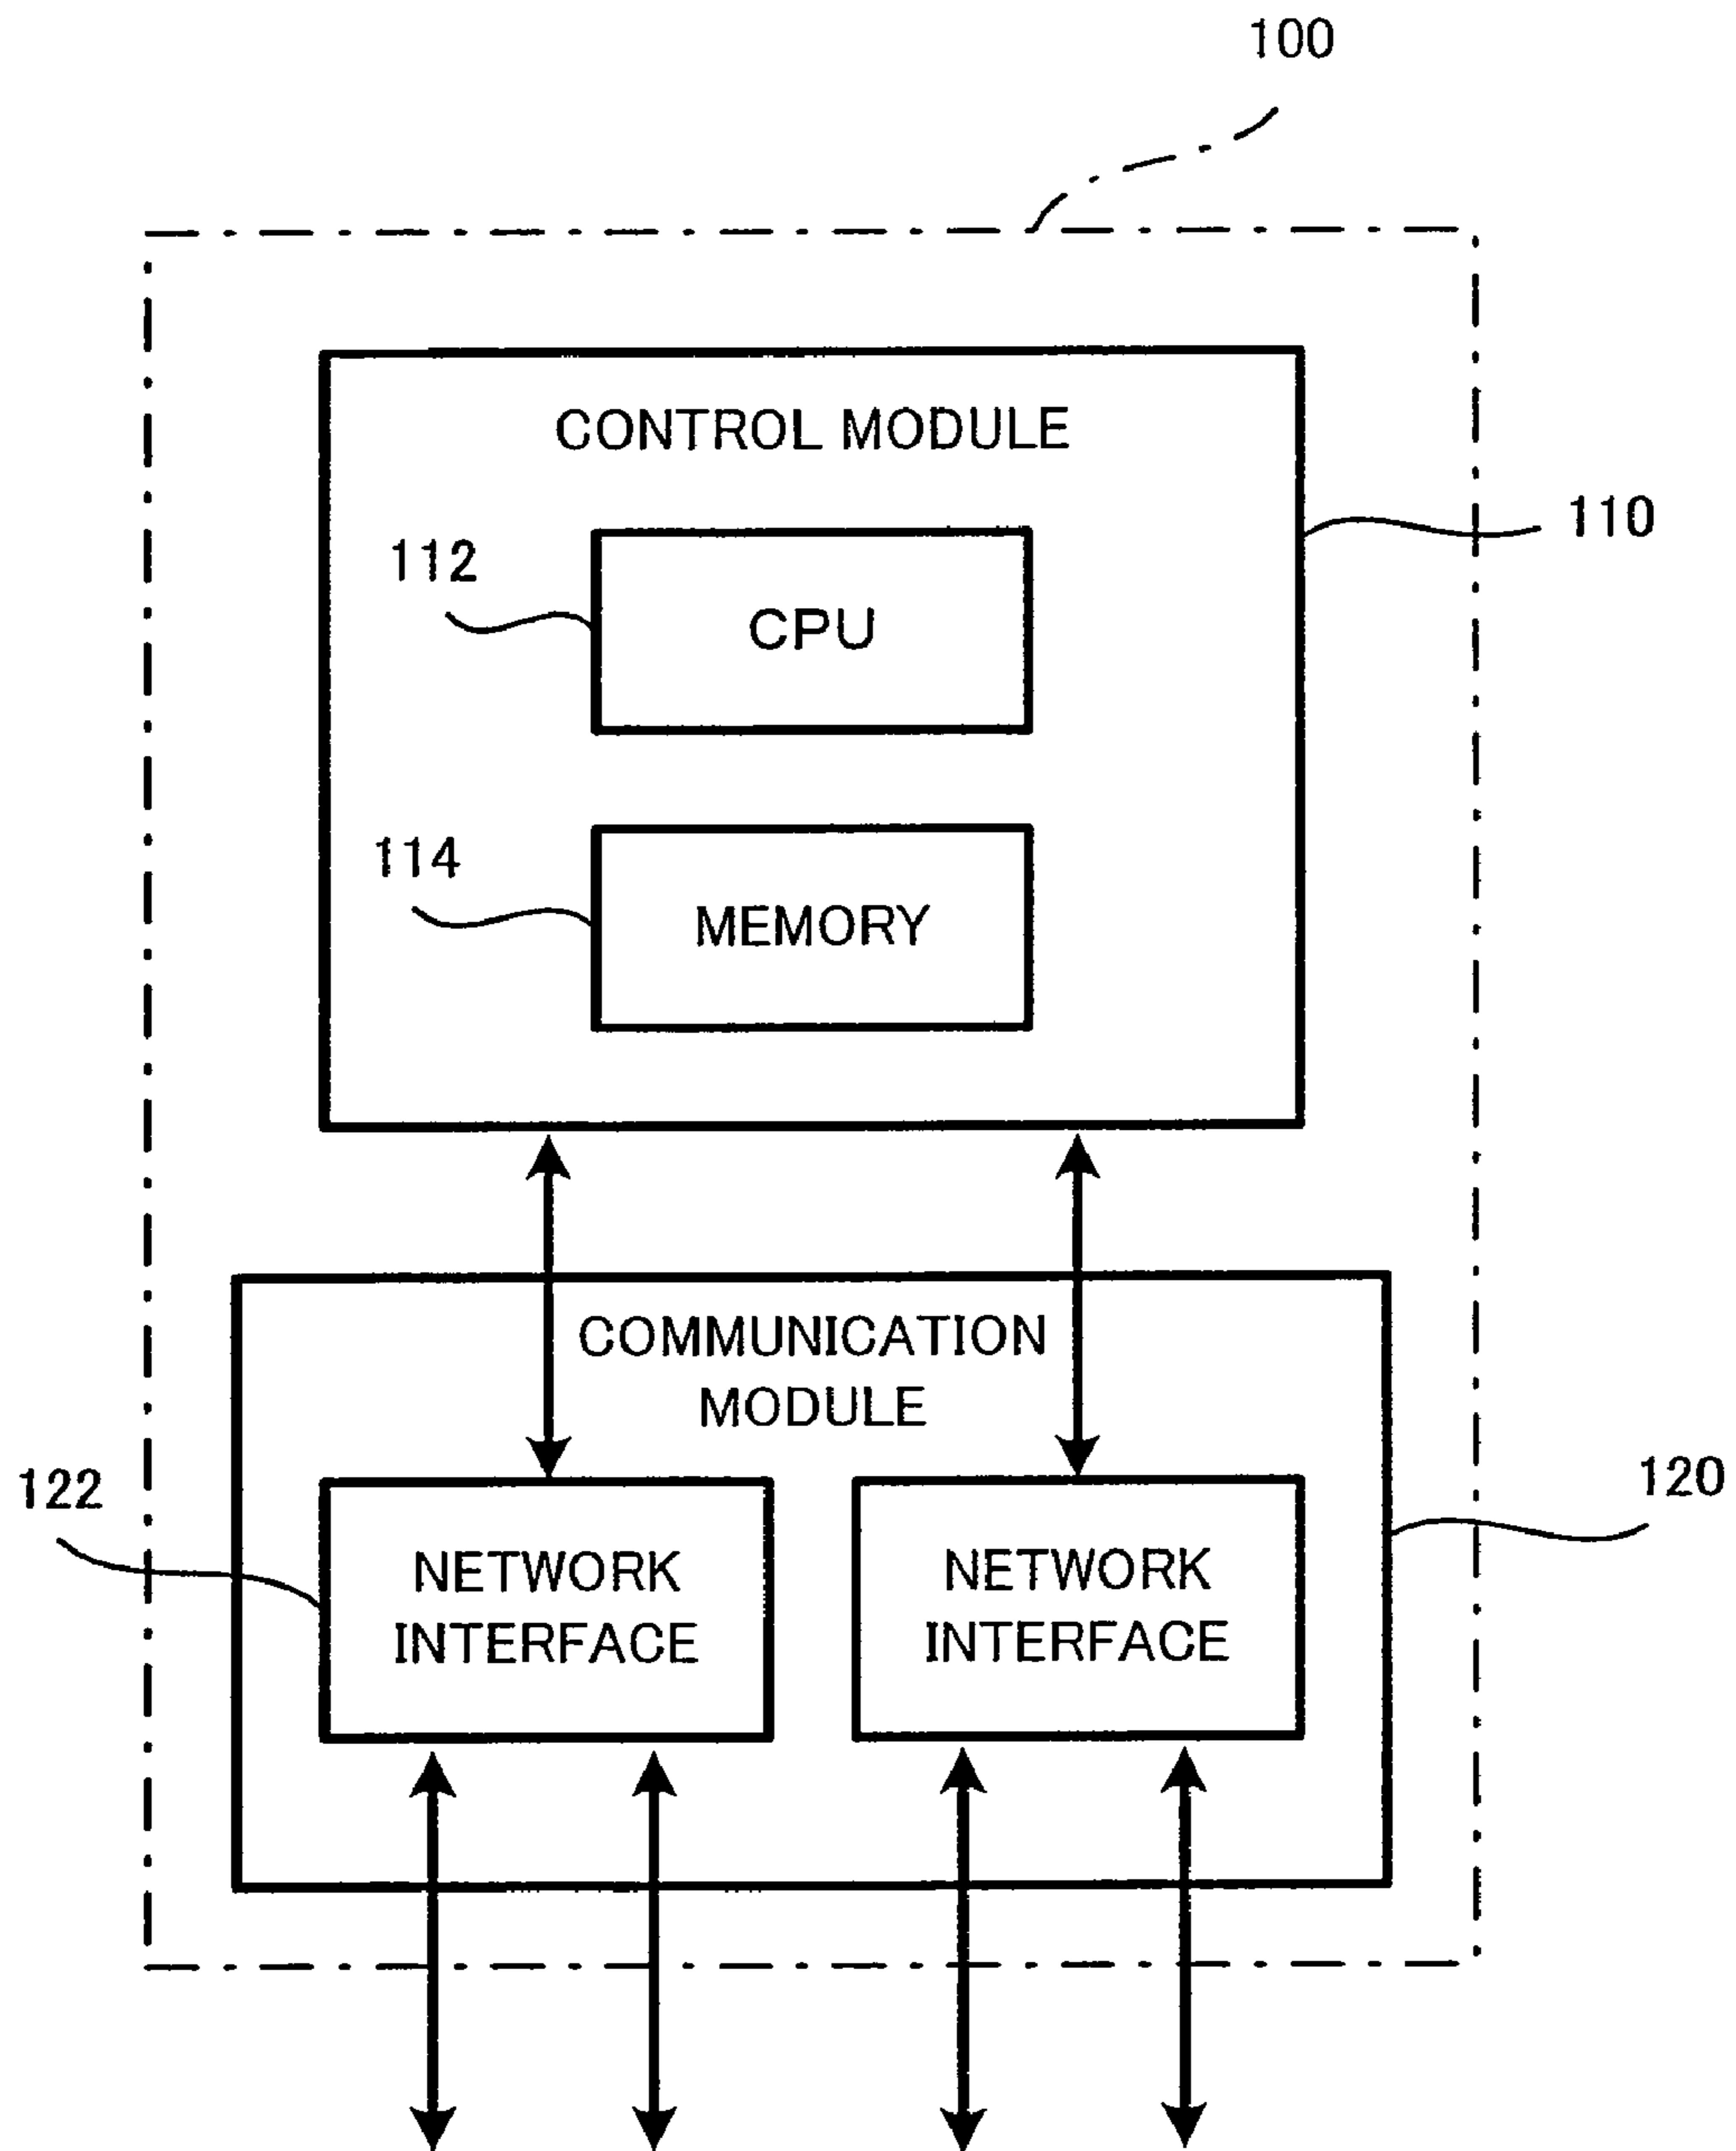 100
CONTROL MODULE
110
112
CPU
114
MEMORY
COMMUNICATION
MODULE
122
120
NETWORK
INTERFACE
NETWORK
INTERFACE